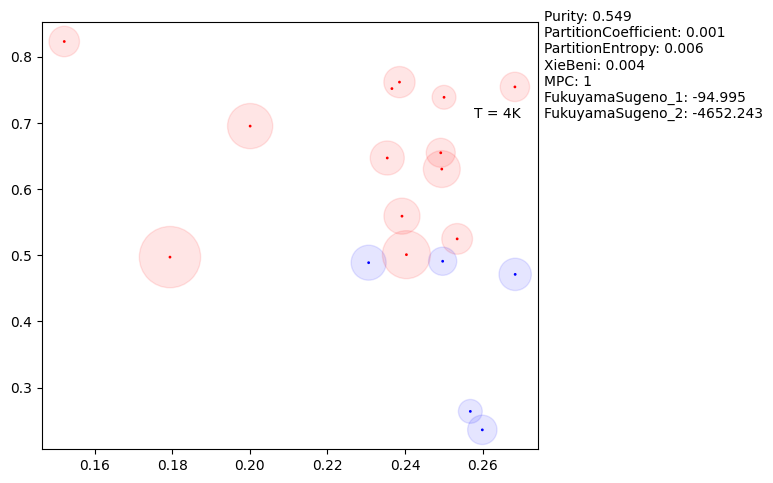 Purity: 0.549
PartitionCoefficient: 0.001
PartitionEntropy: 0.006
XieBeni: 0.004
MPC: 1
FukuyamaSugeno_1: -94.995
FukuyamaSugeno_2: -4652.243
T = 4K
0.8
0.7
0.6
0.5
0.4
0.3
0.16 0.18 0.20 0.22 0.24 0.26